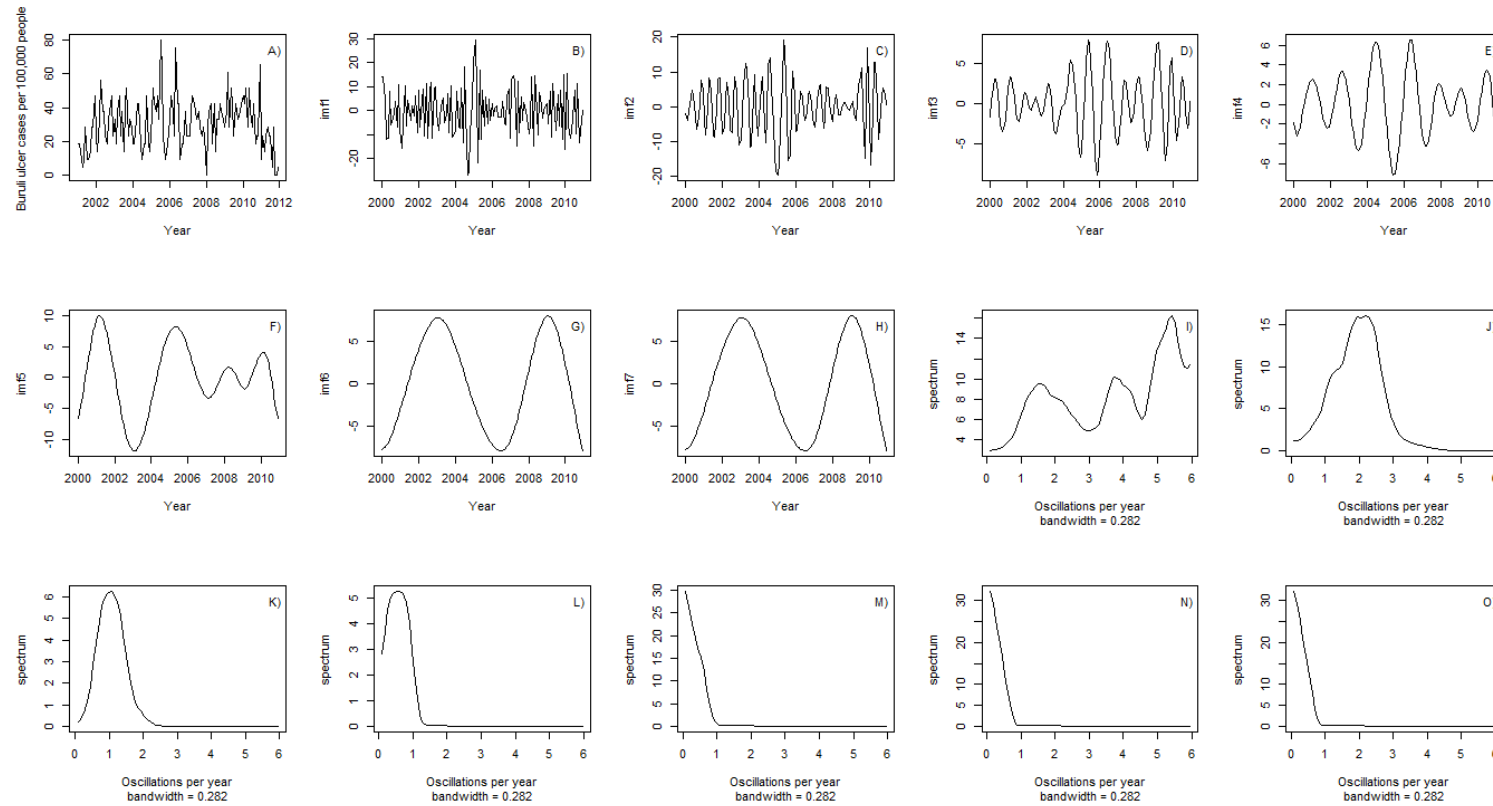 Buruli ulcer cases per 100,000 people
80
60
40
20
0
A)
2002 2004 2006 2008 2010 2012
Year
imf1
30
20
10
0
-20
B)
2000 2002 2004 2006 2008 2010
Year
imf2
20
10
0
-10
-20
C)
2000 2002 2004 2006 2008 2010
Year
imf3
5
0
-5
D)
2000 2002 2004 2006 2008 2010
Year
imf4
6
4
2
0
-2
-6
E
2000 2002 2004 2006 2008 2010
Year
imf5
10
5
0
-5
-10
F)
2000 2002 2004 2006 2008 2010
Year
imf6
5
0
-5
G)
2000 2002 2004 2006 2008 2010
Year
imf7
5
0
-5
H)
2000 2002 2004 2006 2008 2010
Year
spectrum
14
10
8
6
4
I)
0 1 2 3 4 5 6
Oscillations per year
bandwidth = 0.282
spectrum
15
10
5
0
J
0 1 2 3 4 5 6
Oscillations per year
bandwidth = 0.282
spectrum
6
5
4
3
2
1
0
K)
0 1 2 3 4 5 6
Oscillations per year
bandwidth = 0.282
spectrum
5
4
3
2
1
0
L)
0 1 2 3 4 5 6
Oscillations per year
bandwidth = 0.282
spectrum
30
25
20
15
10
5
0
M)
0 1 2 3 4 5 6
Oscillations per year
bandwidth = 0.282
spectrum
30
20
10
5
0
N)
0 1 2 3 4 5 6
Oscillations per year
bandwidth = 0.282
spectrum
30
20
10
5
0
O
0 1 2 3 4 5 6
Oscillations per year
bandwidth = 0.282